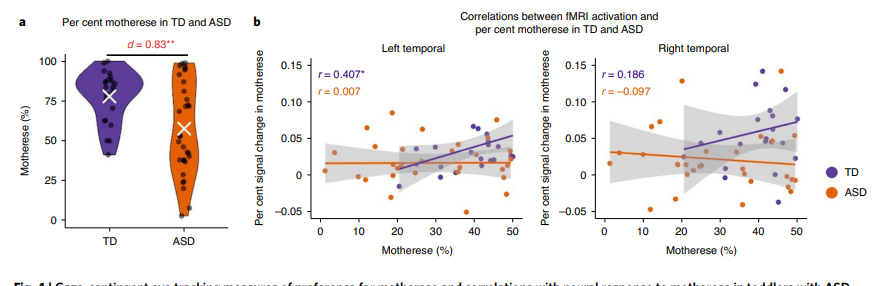 a
Per cent motherese in TD and ASD
d = 0.83**
Motherese (%)
100
75
50
25
0
TD
ASD
b
Correlations between fMRI activation and
per cent motherese in TD and ASD
Left temporal
Per cent signal change in motherese
0.15
0.10
0.05
0
−0.05
r = 0.407*
r = 0.007
0 10 20 30 40 50
Motherese (%)
Right temporal
Per cent signal change in motherese
0.15
0.10
0.05
0
−0.05
r = 0.186
r = −0.097
0 10 20 30 40 50
Motherese (%)
TD
ASD